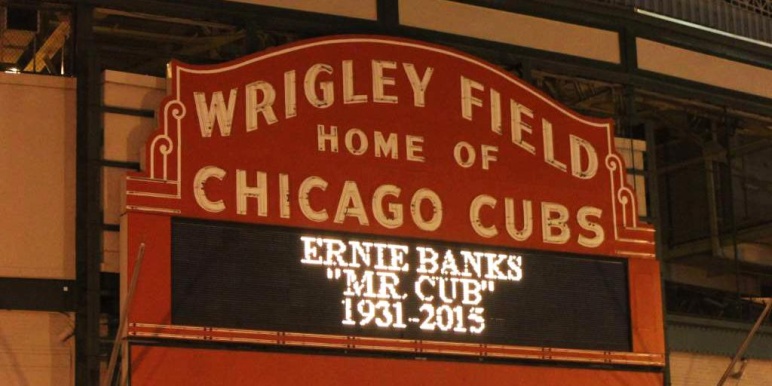 WRIGLEY FIELD
HOME OF
CHICAGO CUBS
ERNIE BANKS
"MR. CUB"
1931-2015